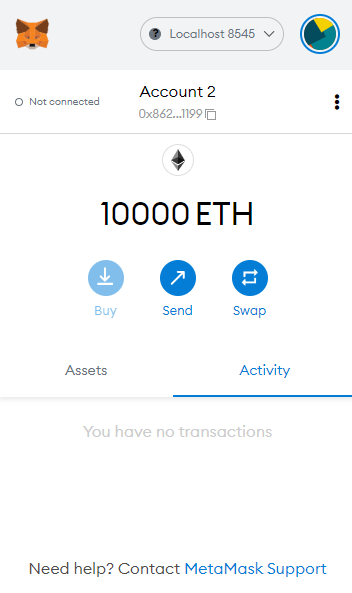 Localhost 8545
Not connected
Account 2
0x862...1199
10000 ETH
Buy
Send
Swap
Assets
Activity
You have no transactions
Need help? Contact MetaMask Support